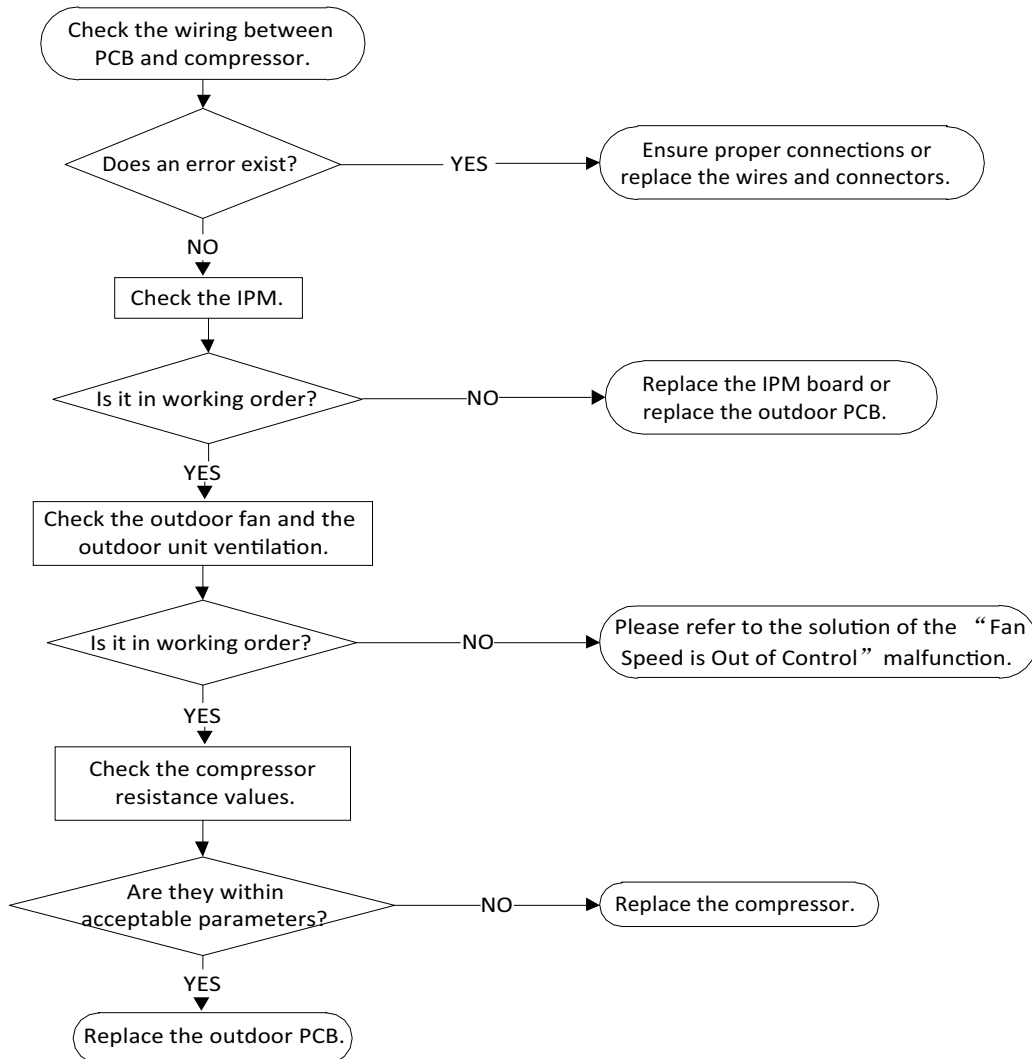 Check the wiring between
PCB and compressor.
Does an error exist?
YES
Ensure proper connections or
replace the wires and connectors.
NO
Check the IPM.
Is it in working order?
NO
Replace the IPM board or
replace the outdoor PCB.
YES
Check the outdoor fan and the
outdoor unit ventilation.
Is it in working order?
NO
Please refer to the solution of the “Fan
Speed is Out of Control” malfunction.
YES
Check the compressor
resistance values.
Are they within
acceptable parameters?
NO
Replace the compressor.
YES
Replace the outdoor PCB.